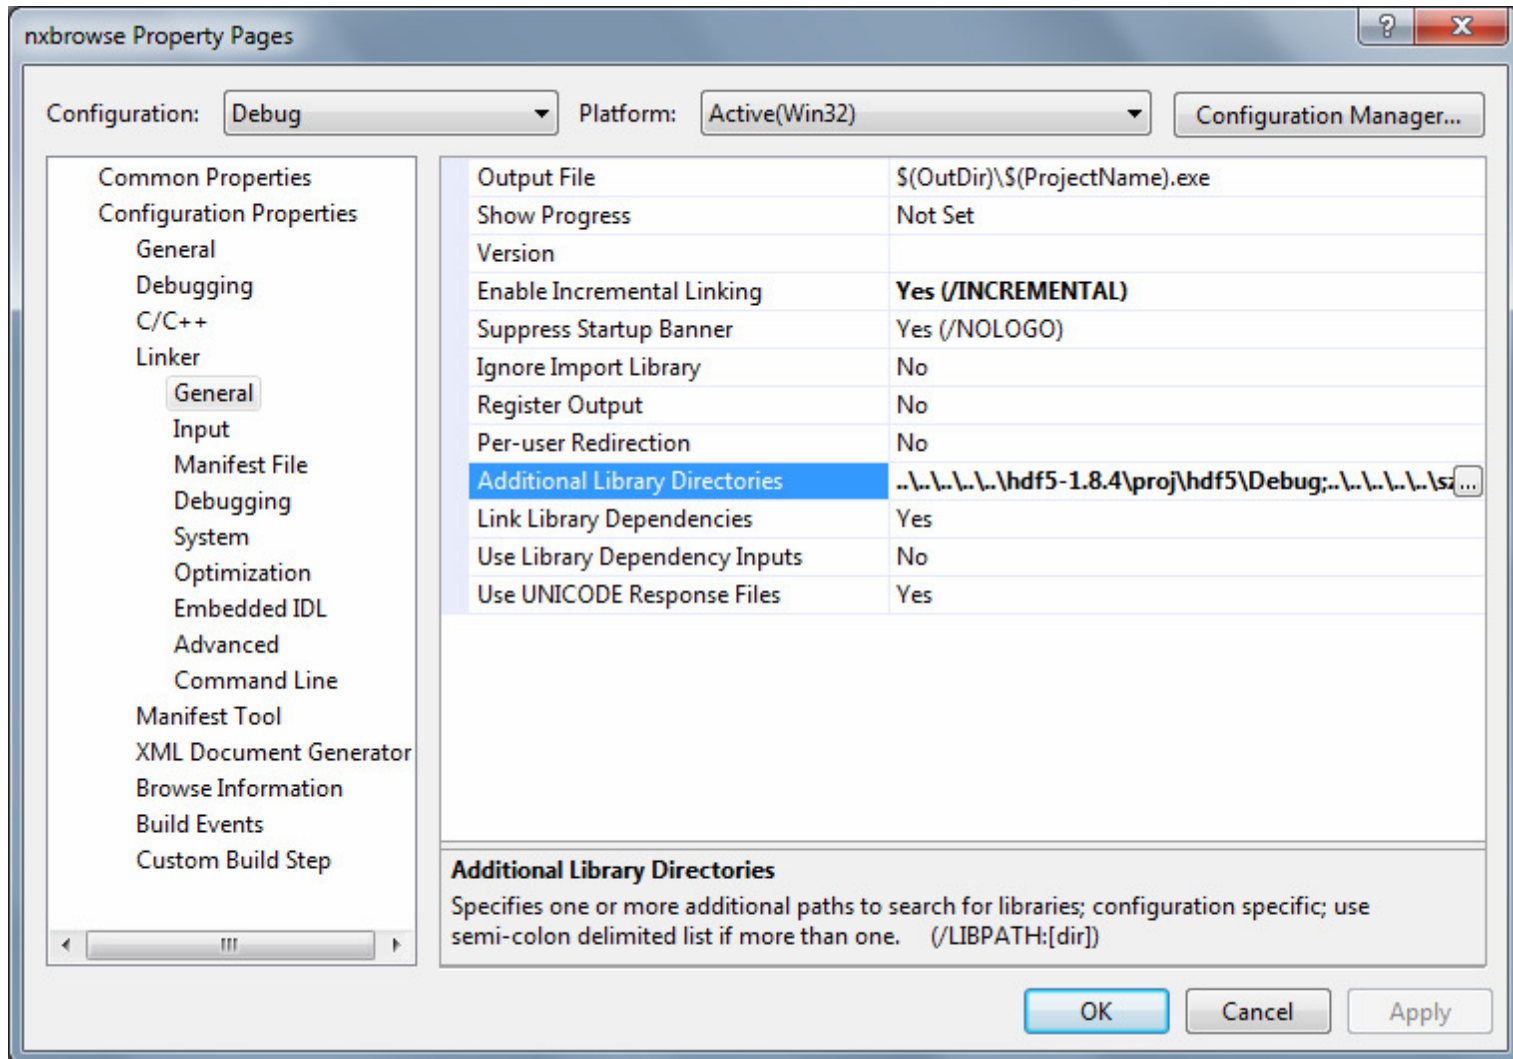 nxbrowse Property Pages
Configuration: Debug Platform: Active(Win32) Configuration Manager...
Common Properties
Configuration Properties
General
Debugging
C/C++
Linker
General
Input
Manifest File
Debugging
System
Optimization
Embedded IDL
Advanced
Command Line
Manifest Tool
XML Document Generator
Browse Information
Build Events
Custom Build Step
Output File $(OutDir)\$(ProjectName).exe
Show Progress Not Set
Version
Enable Incremental Linking Yes (/INCREMENTAL)
Suppress Startup Banner Yes (/NOLOGO)
Ignore Import Library No
Register Output No
Per-user Redirection No
Additional Library Directories ..\..\..\..\..\hdf5-1.8.4\proj\hdf5\Debug;..\..\..\..\..\sz ...
Link Library Dependencies Yes
Use Library Dependency Inputs No
Use UNICODE Response Files Yes
Additional Library Directories
Specifies one or more additional paths to search for libraries; configuration specific; use
semi-colon delimited list if more than one. (/LIBPATH:[dir])
OK Cancel Apply